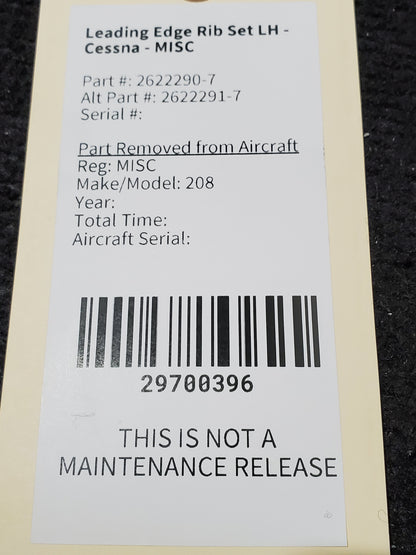 Leading Edge Rib Set LH -
Cessna - MISC
Part #: 2622290-7
Alt Part #: 2622291-7
Serial #:
Part Removed from Aircraft
Reg: MISC
Make/Model: 208
Year:
Total Time:
Aircraft Serial:
29700396
THIS IS NOT A
MAINTENANCE RELEASE